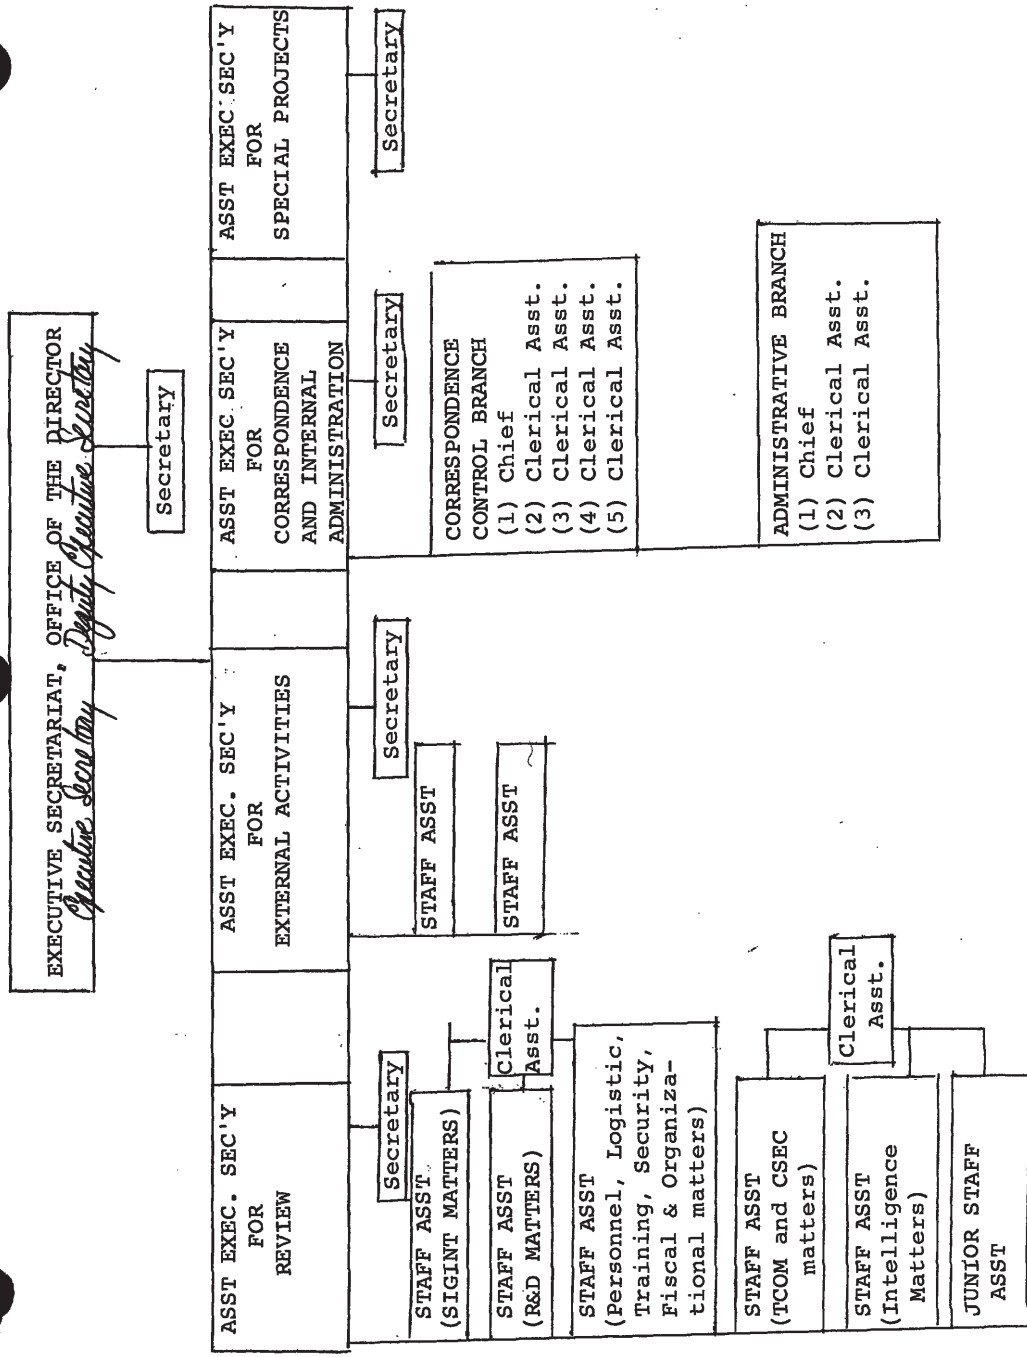 EXECUTIVE SECRETARIAT, OFFICE OF THE DIRECTOR
Executive Secretary Deputy Executive Secretary
Secretary
ASST EXEC. SEC'Y
FOR
REVIEW
Secretary
STAFF ASST
(SIGINT MATTERS)
STAFF ASST
(R&D MATTERS)
Clerical
Asst.
STAFF ASST
(Personnel, Logistic,
Training, Security,
Fiscal & Organiza-
tional matters)
STAFF ASST
(TCOM and CSEC
matters)
STAFF ASST
(Intelligence
Matters)
Clerical
Asst.
JUNIOR STAFF
ASST
ASST EXEC. SEC'Y
FOR
EXTERNAL ACTIVITIES
Secretary
STAFF ASST
STAFF ASST
ASST EXEC SEC'Y
FOR
CORRESPONDENCE
AND INTERNAL
ADMINISTRATION
Secretary
CORRESPONDENCE
CONTROL BRANCH
(1) Chief
(2) Clerical Asst.
(3) Clerical Asst.
(4) Clerical Asst.
(5) Clerical Asst.
ADMINISTRATIVE BRANCH
(1) Chief
(2) Clerical Asst.
(3) Clerical Asst.
ASST EXEC SEC'Y
FOR
SPECIAL PROJECTS
Secretary